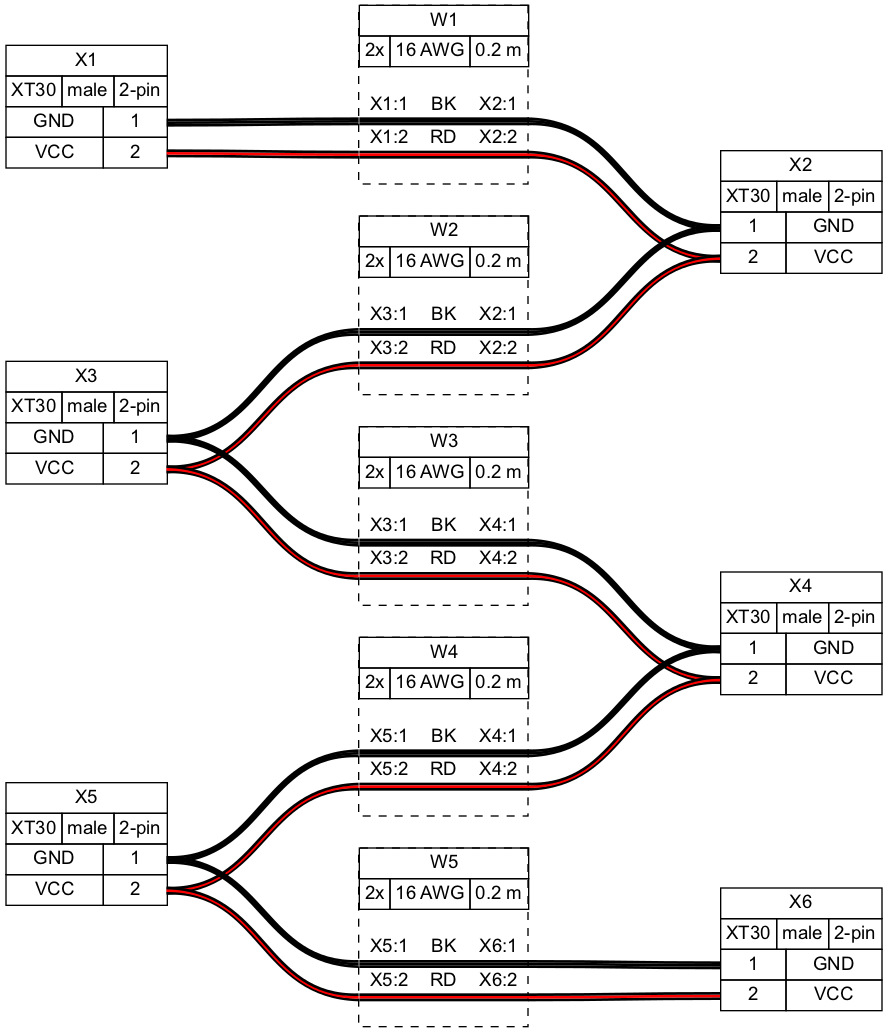 X1
XT30 male 2-pin
GND 1
VCC 2
W1
2x 16 AWG 0.2 m
X1:1 BK X2:1
X1:2 RD X2:2
X2
XT30 male 2-pin
1 GND
2 VCC
W2
2x 16 AWG 0.2 m
X3:1 BK X2:1
X3:2 RD X2:2
X3
XT30 male 2-pin
GND 1
VCC 2
W3
2x 16 AWG 0.2 m
X3:1 BK X4:1
X3:2 RD X4:2
X4
XT30 male 2-pin
1 GND
2 VCC
W4
2x 16 AWG 0.2 m
X5:1 BK X4:1
X5:2 RD X4:2
X5
XT30 male 2-pin
GND 1
VCC 2
W5
2x 16 AWG 0.2 m
X5:1 BK X6:1
X5:2 RD X6:2
X6
XT30 male 2-pin
1 GND
2 VCC